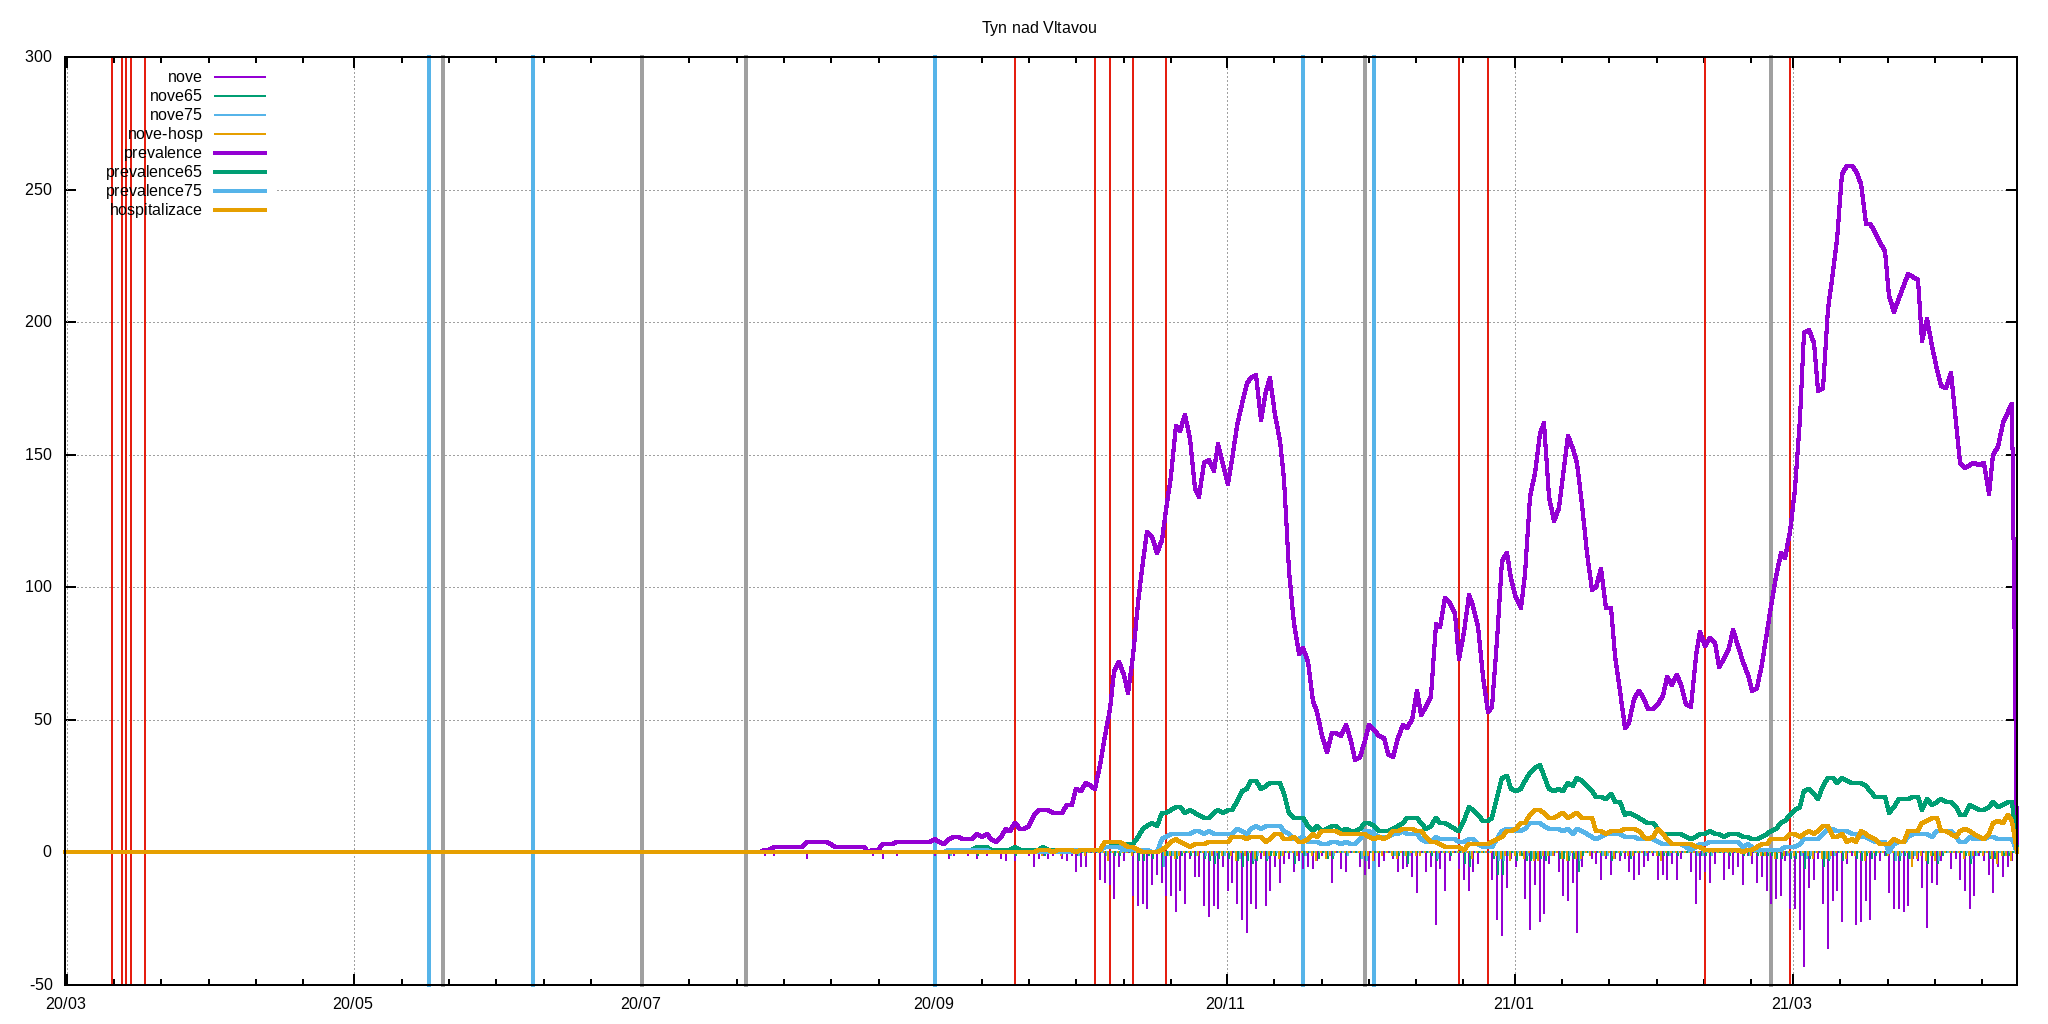 Tyn nad Vltavou
300
250
200
150
100
50
0
-50
nove
nove65
nove75
nove-hosp
prevalence
prevalence65
prevalence75
hospitalizace
20/03
20/05
20/07
20/09
20/11
21/01
21/03